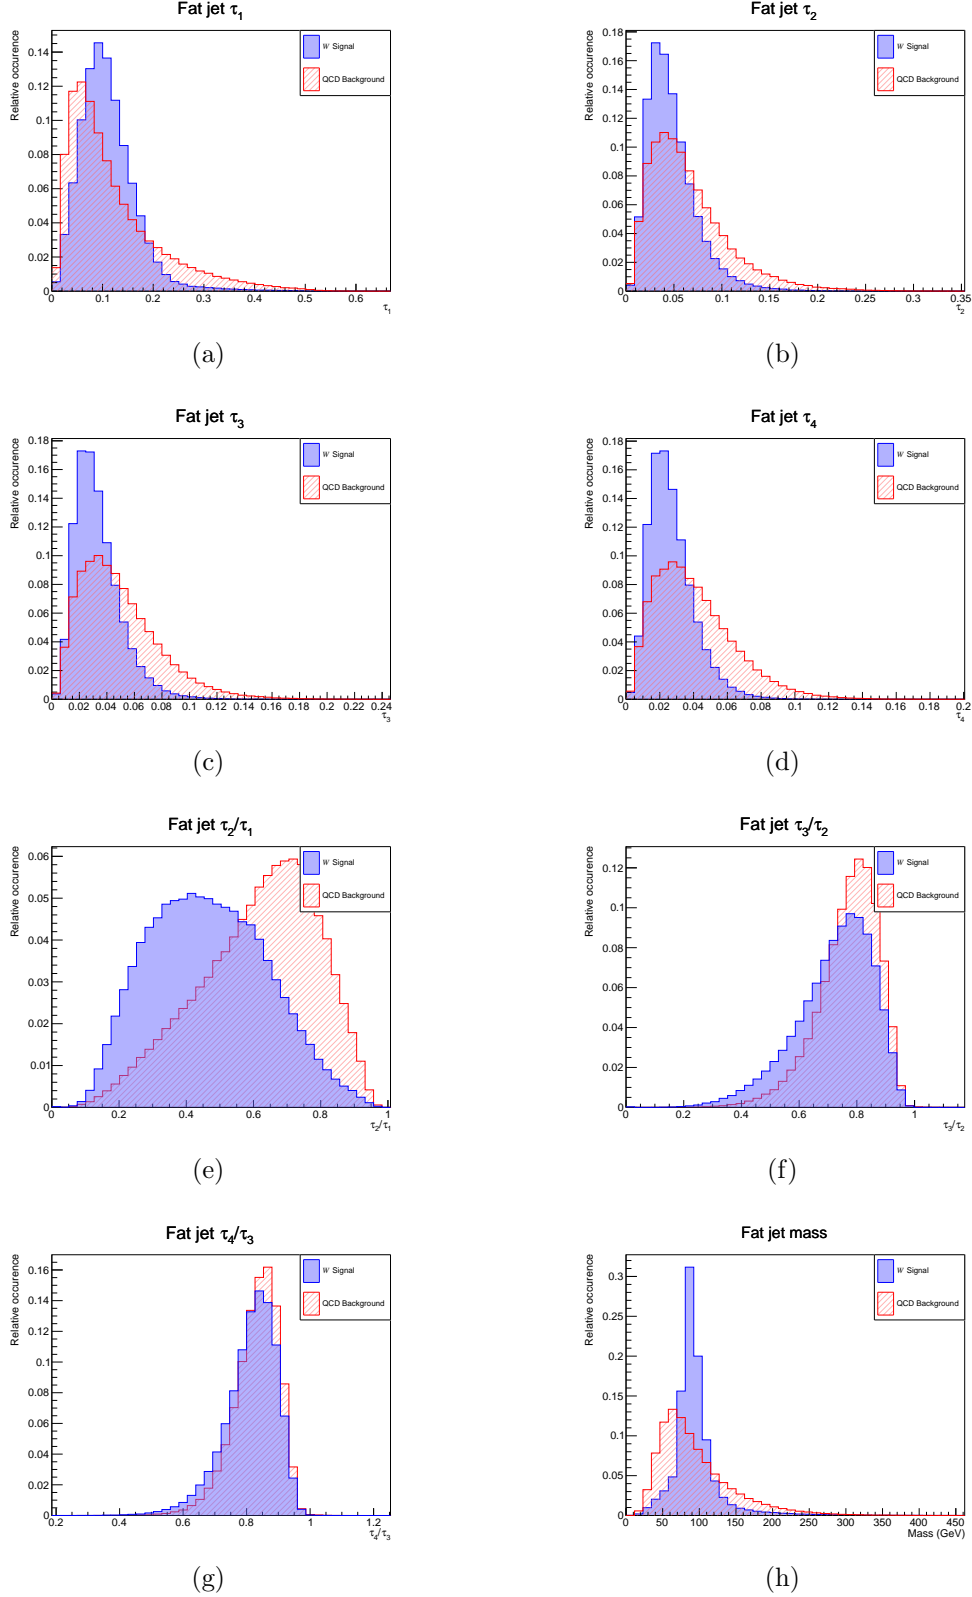 Fat jet τ1
Relative occurence
W Signal
QCD Background
0.14
0.12
0.1
0.08
0.06
0.04
0.02
0
0 0.1 0.2 0.3 0.4 0.5 0.6
τ1
(a)
Fat jet τ2
Relative occurence
W Signal
QCD Background
0.18
0.16
0.14
0.12
0.1
0.08
0.06
0.04
0.02
0
0 0.05 0.1 0.15 0.2 0.25 0.3 0.35
τ2
(b)
Fat jet τ3
Relative occurence
W Signal
QCD Background
0.18
0.16
0.14
0.12
0.1
0.08
0.06
0.04
0.02
0
0 0.02 0.04 0.06 0.08 0.1 0.12 0.14 0.16 0.18 0.2 0.22 0.24
τ3
(c)
Fat jet τ4
Relative occurence
W Signal
QCD Background
0.18
0.16
0.14
0.12
0.1
0.08
0.06
0.04
0.02
0
0 0.02 0.04 0.06 0.08 0.1 0.12 0.14 0.16 0.18 0.2
τ4
(d)
Fat jet τ2/τ1
Relative occurence
W Signal
QCD Background
0.06
0.05
0.04
0.03
0.02
0.01
0
0.2 0.4 0.6 0.8 1
τ2/τ1
(e)
Fat jet τ3/τ2
Relative occurence
W Signal
QCD Background
0.12
0.1
0.08
0.06
0.04
0.02
0
0 0.2 0.4 0.6 0.8 1
τ3/τ2
(f)
Fat jet τ4/τ3
Relative occurence
W Signal
QCD Background
0.16
0.14
0.12
0.1
0.08
0.06
0.04
0.02
0
0.2 0.4 0.6 0.8 1 1.2
τ4/τ3
(g)
Fat jet mass
Relative occurence
W Signal
QCD Background
0.3
0.25
0.2
0.15
0.1
0.05
0
0 50 100 150 200 250 300 350 400 450
Mass (GeV)
(h)